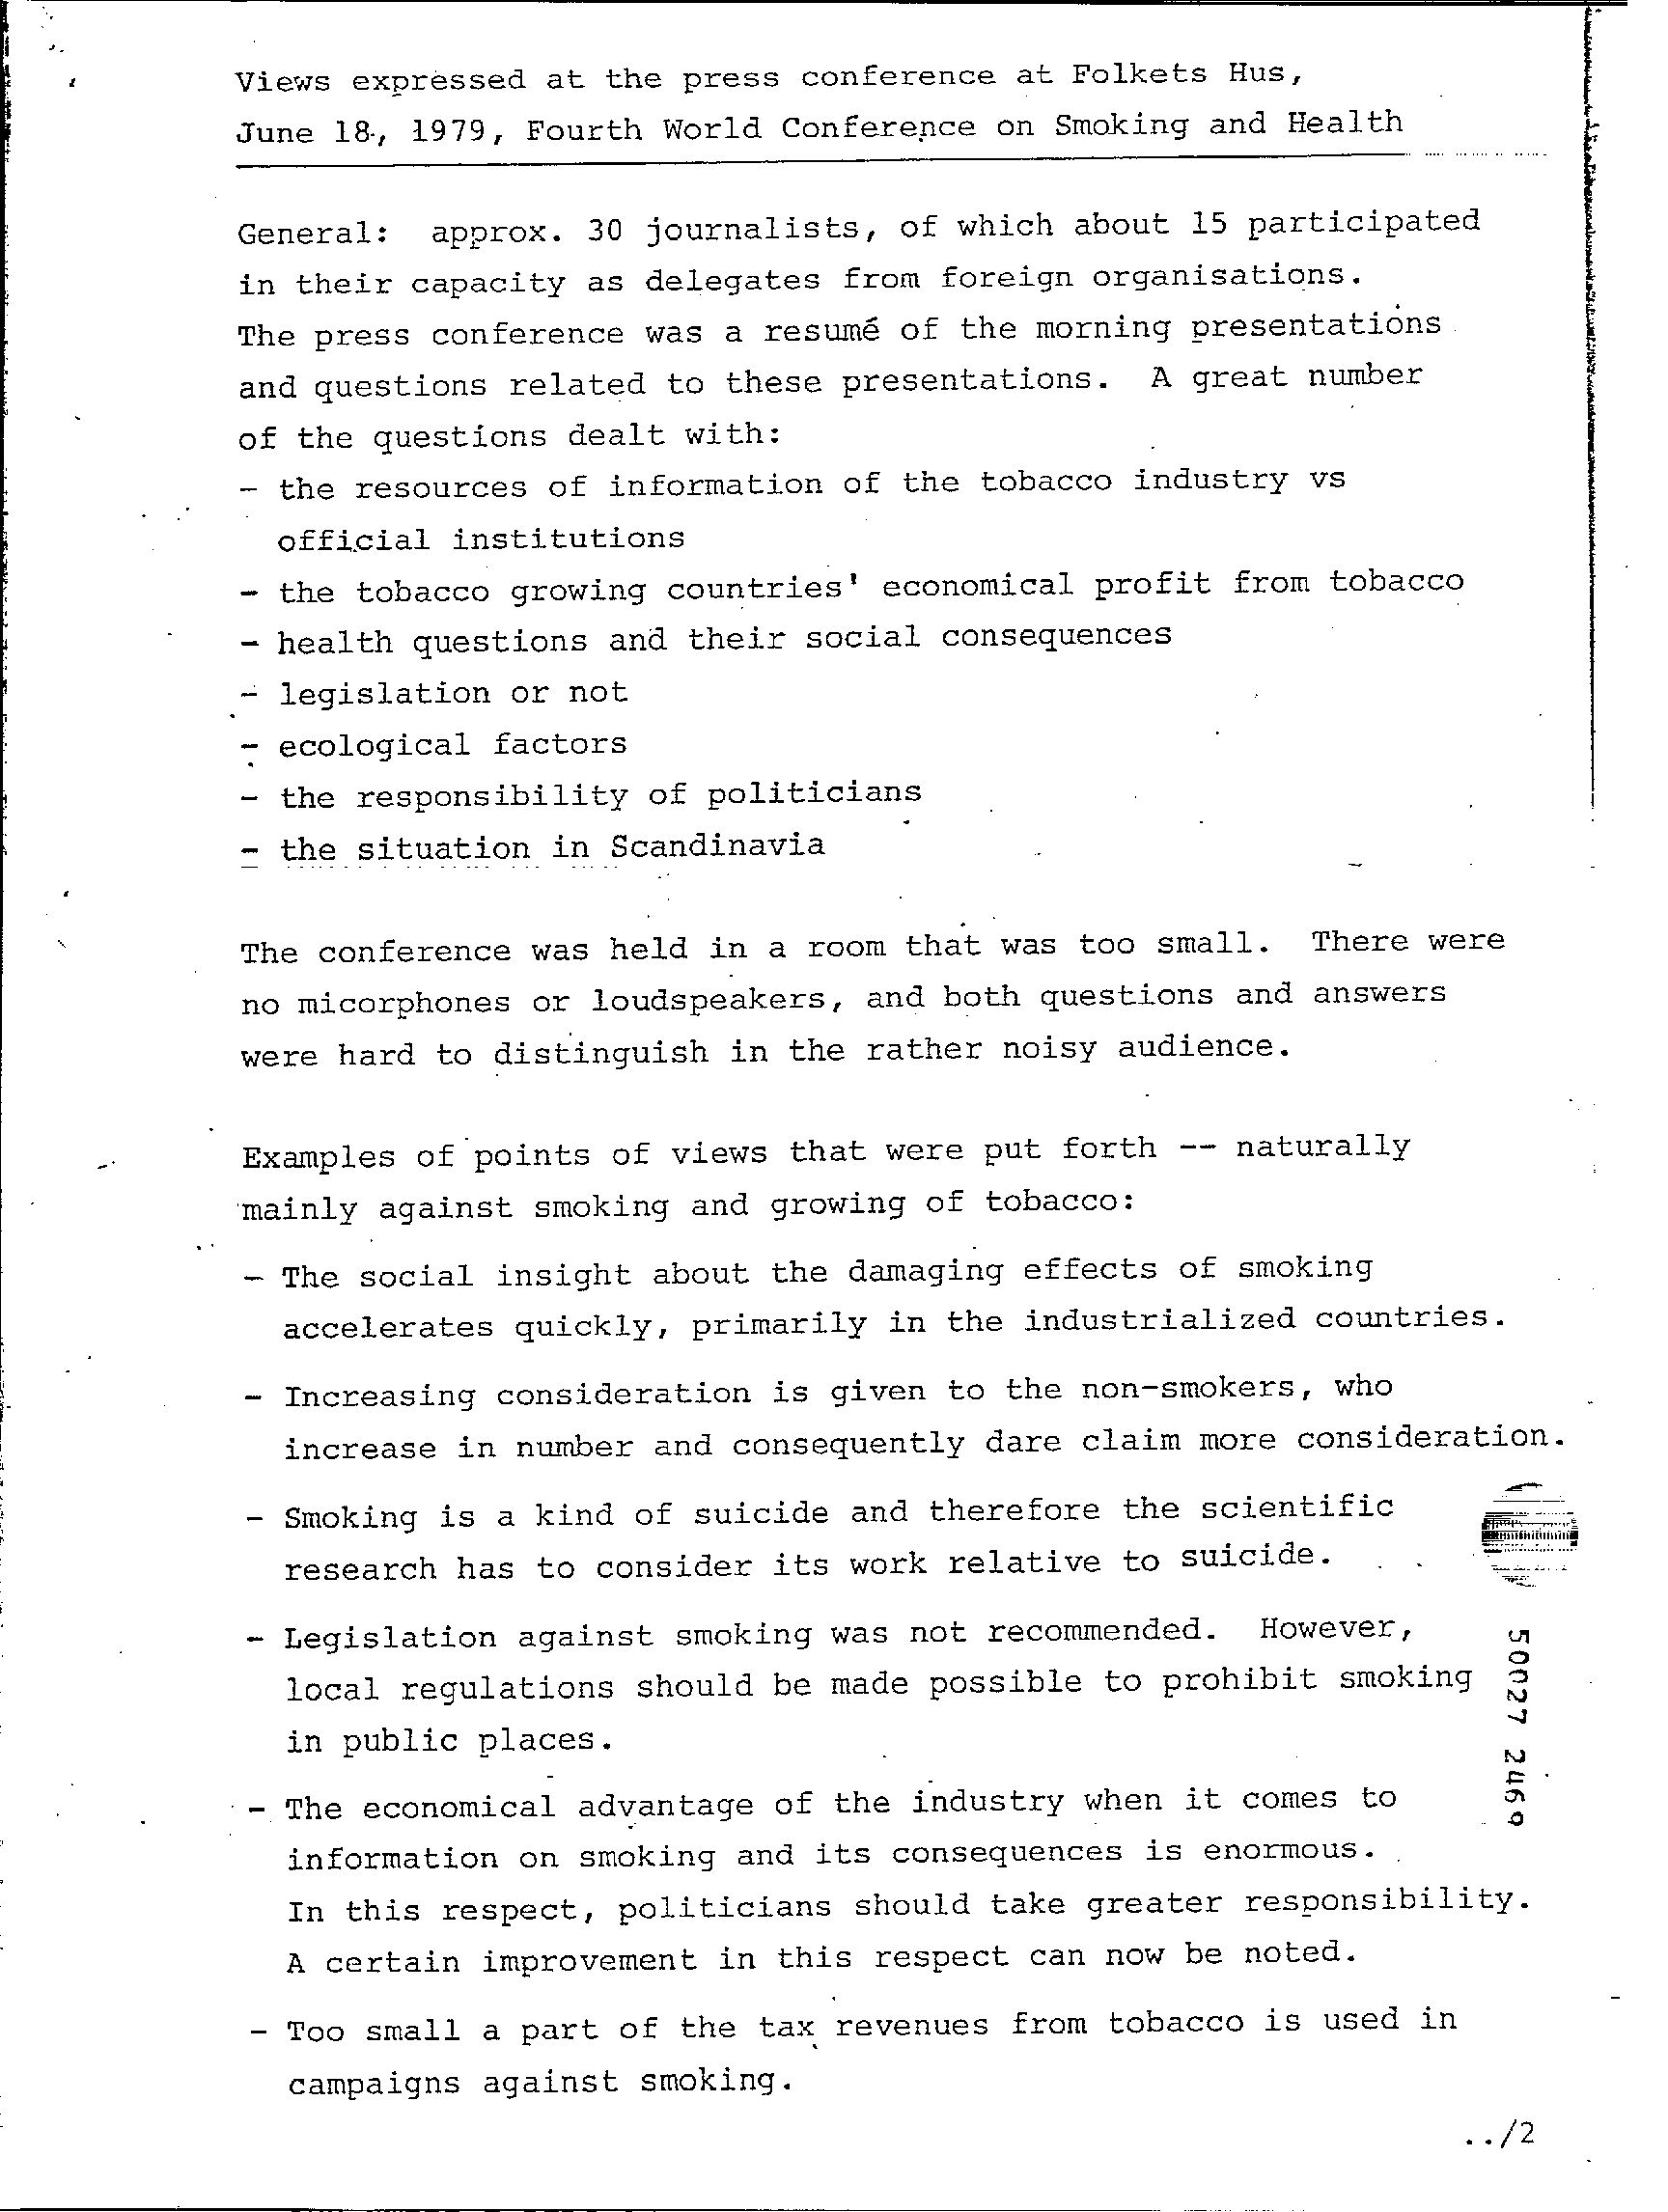 Views expressed at the press conference at Folkets Hus,
June 18, 1979, Fourth World Conference on Smoking and Health
General: approx. 30 journalists, of which about 15 participated
in their capacity as delegates from foreign organisations.
The press conference was a resumé of the morning presentations
and questions related to these presentations. A great number
of the questions dealt with:
- the resources of information of the tobacco industry vs
official institutions
- the tobacco growing countries' economical profit from tobacco
- health questions and their social consequences
- legislation or not
- ecological factors
- the responsibility of politicians
- the situation in Scandinavia
The conference was held in a room that was too small. There were
no micorphones or loudspeakers, and both questions and answers
were hard to distinguish in the rather noisy audience.
Examples of points of views that were put forth -- naturally
mainly against smoking and growing of tobacco:
- The social insight about the damaging effects of smoking
accelerates quickly, primarily in the industrialized countries.
- Increasing consideration is given to the non-smokers, who
increase in number and consequently dare claim more consideration.
- Smoking is a kind of suicide and therefore the scientific
research has to consider its work relative to suicide.
- Legislation against smoking was not recommended. However,
local regulations should be made possible to prohibit smoking
in public places.
- The economical advantage of the industry when it comes to
information on smoking and its consequences is enormous.
In this respect, politicians should take greater responsibility.
A certain improvement in this respect can now be noted.
- Too small a part of the tax revenues from tobacco is used in
campaigns against smoking.
../2
50027 2469